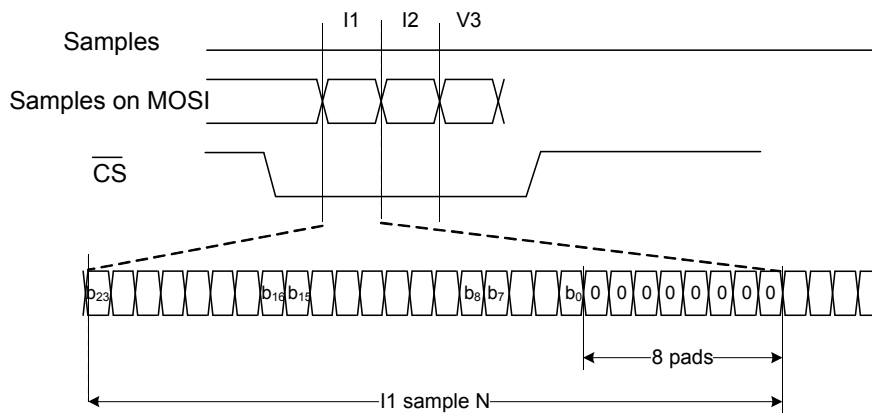 I1 I2 V3
Samples
Samples on MOSI
CS
b23 b16 b15 b8 b7 b0 0 0 0 0 0 0 0 0
8 pads
I1 sample N